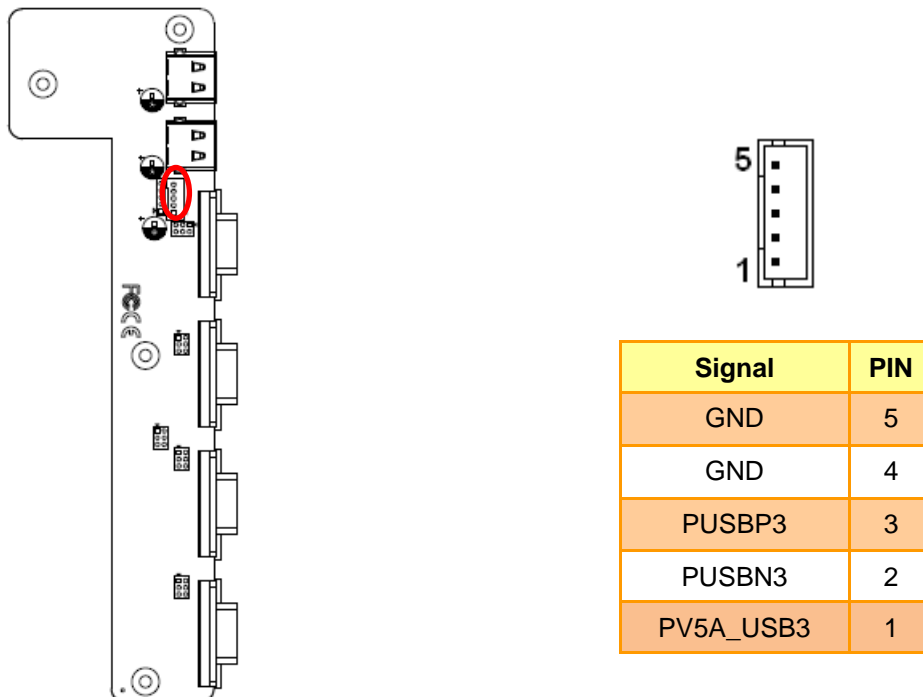 5
1
Signal PIN
GND 5
GND 4
PUSBP3 3
PUSBN3 2
PV5A_USB3 1